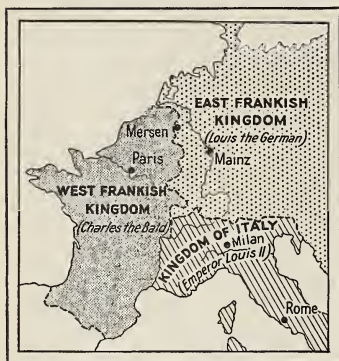 EAST FRANKISH
KINGDOM
(Louis the German)
Mersen
Mainz
Paris
WEST FRANKISH
KINGDOM
(Charles the Bald)
KINGDOM OF ITALY
Milan
(Emperor Louis II)
Rome